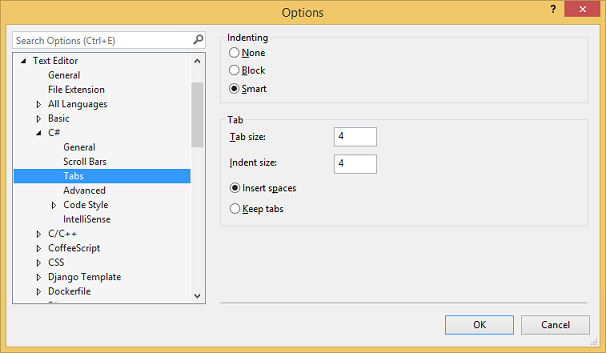 Options
?
Search Options (Ctrl+E)
Text Editor
General
File Extension
All Languages
Basic
C#
General
Scroll Bars
Tabs
Advanced
Code Style
IntelliSense
C/C++
CoffeeScript
CSS
Django Template
Dockerfile
Indenting
None
Block
Smart
Tab
Tab size: 4
Indent size: 4
Insert spaces
Keep tabs
OK Cancel